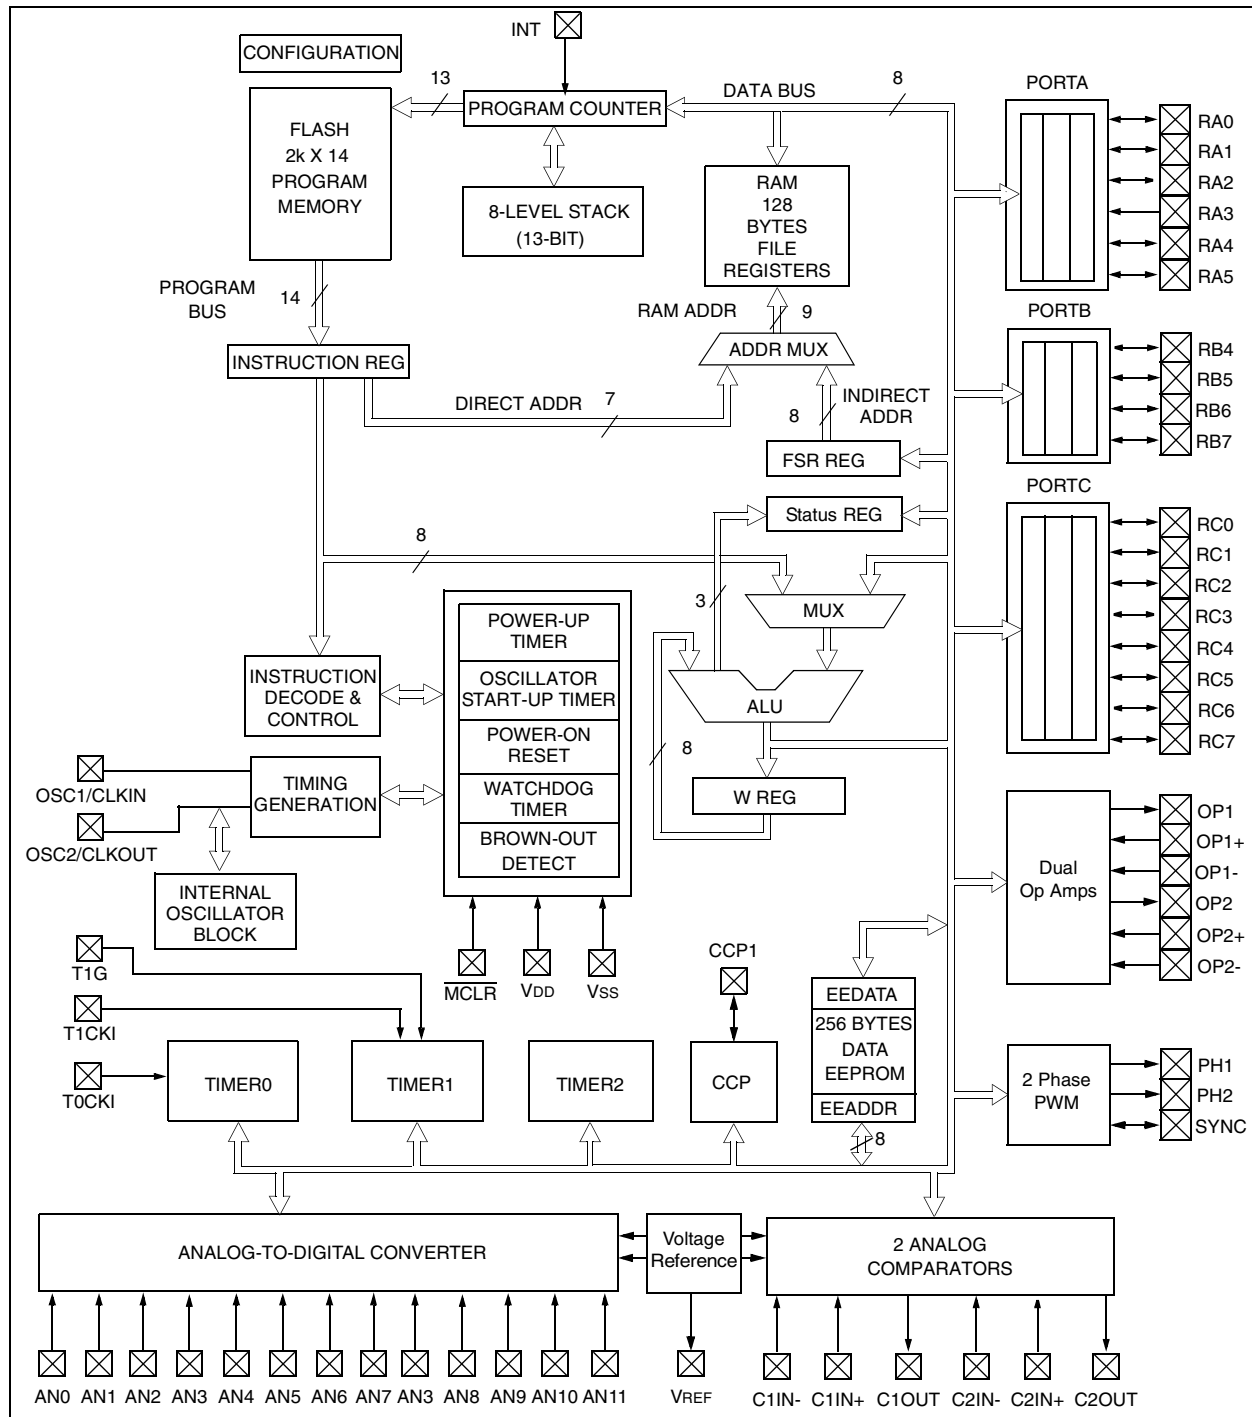 INT
CONFIGURATION
13
PROGRAM COUNTER
DATA BUS
8
PORTA
FLASH
2k X 14
PROGRAM
MEMORY
8-LEVEL STACK
(13-BIT)
RAM
128
BYTES
FILE
REGISTERS
RA0
RA1
RA2
RA3
RA4
RA5
PROGRAM
BUS
14
RAM ADDR
9
PORTB
INSTRUCTION REG
ADDR MUX
RB4
RB5
RB6
RB7
DIRECT ADDR
7
INDIRECT
ADDR
8
FSR REG
PORTC
Status REG
RC0
RC1
RC2
RC3
RC4
RC5
RC6
RC7
8
3
MUX
POWER-UP
TIMER
OSCILLATOR
START-UP TIMER
POWER-ON
RESET
WATCHDOG
TIMER
BROWN-OUT
DETECT
INSTRUCTION
DECODE &
CONTROL
ALU
8
W REG
OSC1/CLKIN
TIMING
GENERATION
OSC2/CLKOUT
INTERNAL
OSCILLATOR
BLOCK
Dual
Op Amps
OP1
OP1+
OP1-
OP2
OP2+
OP2-
T1G
T1CKI
T0CKI
MCLR
VDD
VSS
CCP1
EEDATA
256 BYTES
DATA
EEPROM
EEADDR
8
TIMER0
TIMER1
TIMER2
CCP
2 Phase
PWM
PH1
PH2
SYNC
ANALOG-TO-DIGITAL CONVERTER
Voltage
Reference
2 ANALOG
COMPARATORS
AN0
AN1
AN2
AN3
AN4
AN5
AN6
AN7
AN3
AN8
AN9
AN10
AN11
VREF
C1IN-
C1IN+
C1OUT
C2IN-
C2IN+
C2OUT